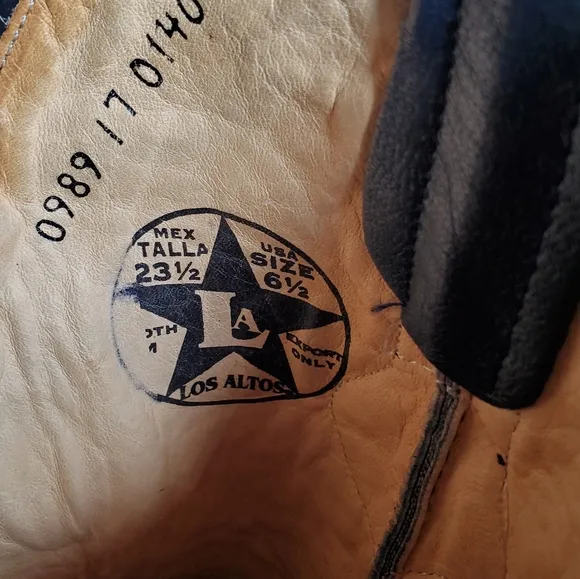 0989 17 0140
MEX
TALLA
23½
USA
SIZE
6½
LA
EXPORT
ONLY
LOS ALTOS